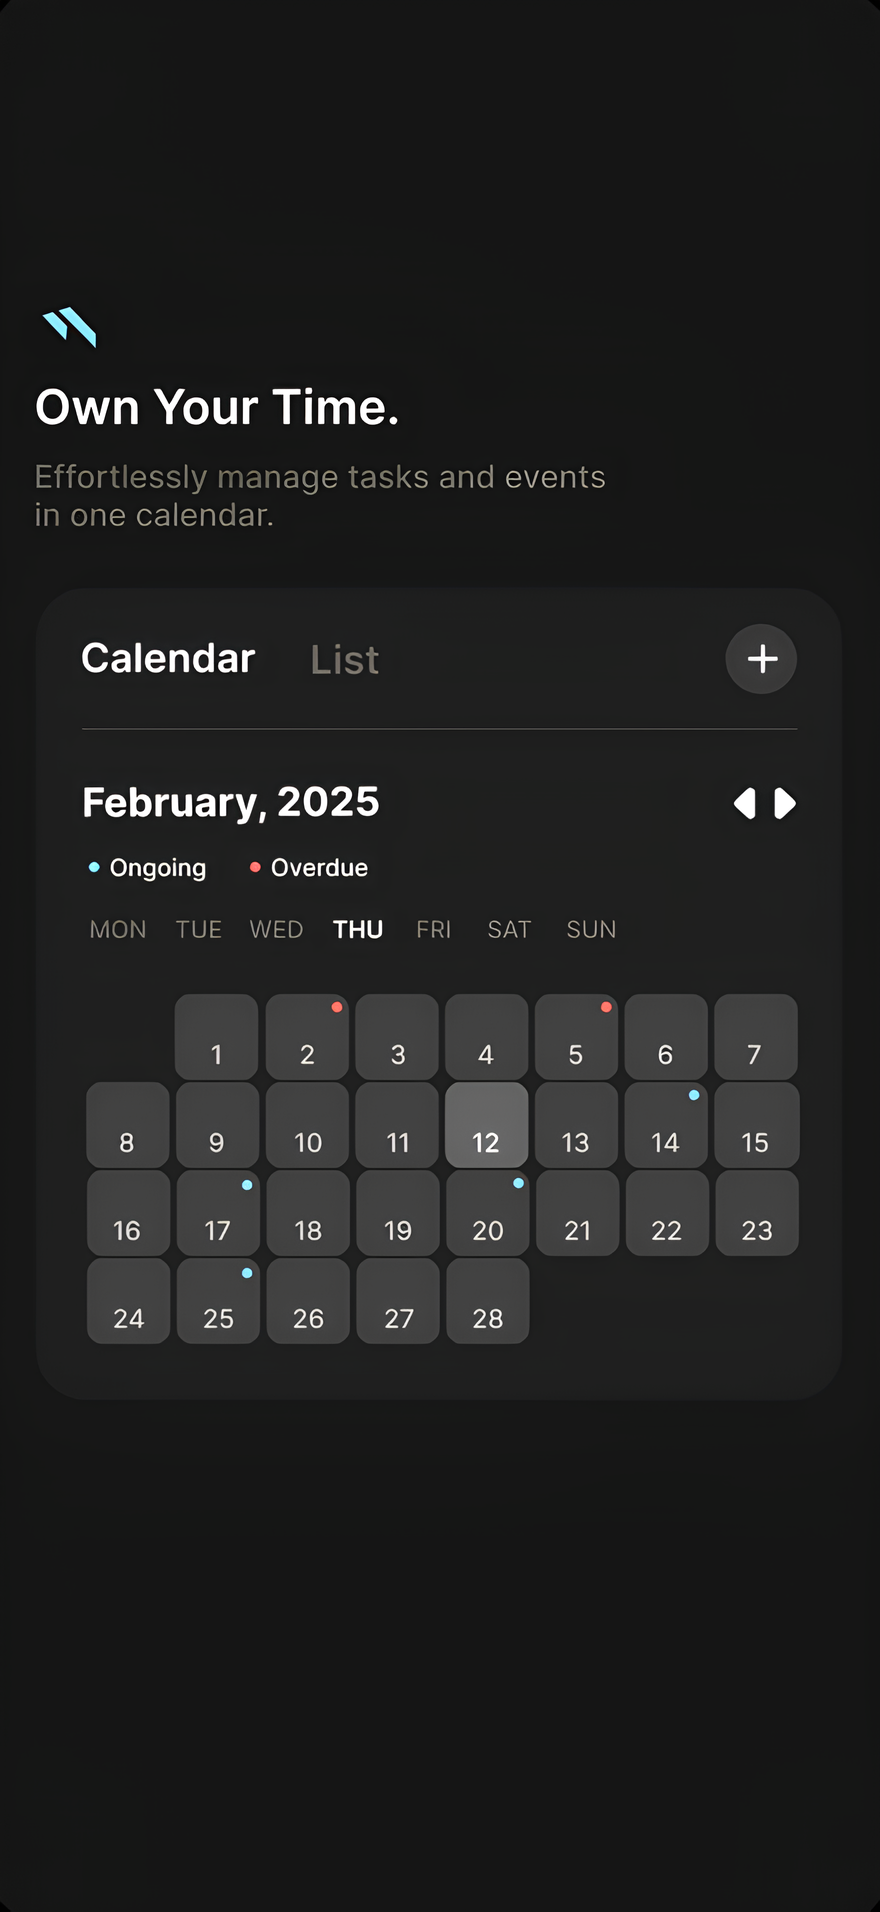 Own Your Time.
Effortlessly manage tasks and events
in one calendar.
Calendar List
February, 2025
Ongoing Overdue
MON TUE WED THU FRI SAT SUN
1 2 3 4 5 6 7
8 9 10 11 12 13 14 15
16 17 18 19 20 21 22 23
24 25 26 27 28